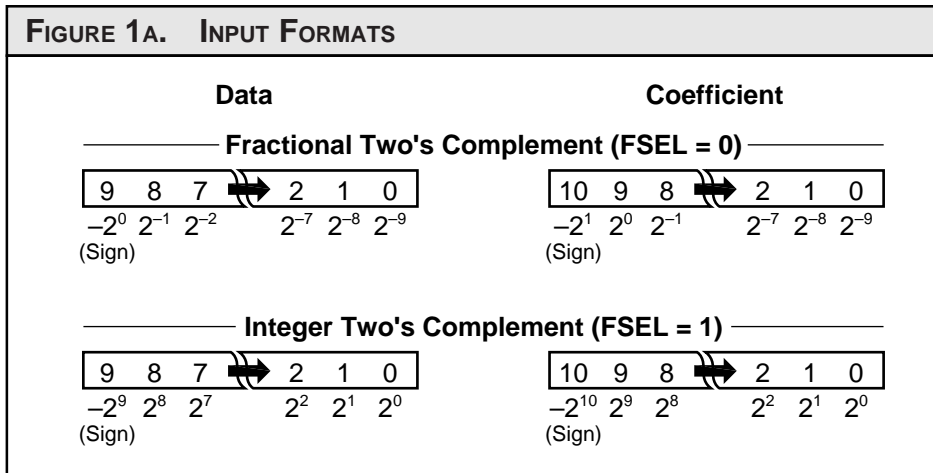 FIGURE 1A. INPUT FORMATS
Data Coefficient
Fractional Two's Complement (FSEL = 0)
9 8 7 2 1 0 10 9 8 2 1 0
–2⁰ 2⁻¹ 2⁻² 2⁻⁷ 2⁻⁸ 2⁻⁹ –2¹ 2⁰ 2⁻¹ 2⁻⁷ 2⁻⁸ 2⁻⁹
(Sign) (Sign)
Integer Two's Complement (FSEL = 1)
9 8 7 2 1 0 10 9 8 2 1 0
–2⁹ 2⁸ 2⁷ 2² 2¹ 2⁰ –2¹⁰ 2⁹ 2⁸ 2² 2¹ 2⁰
(Sign) (Sign)